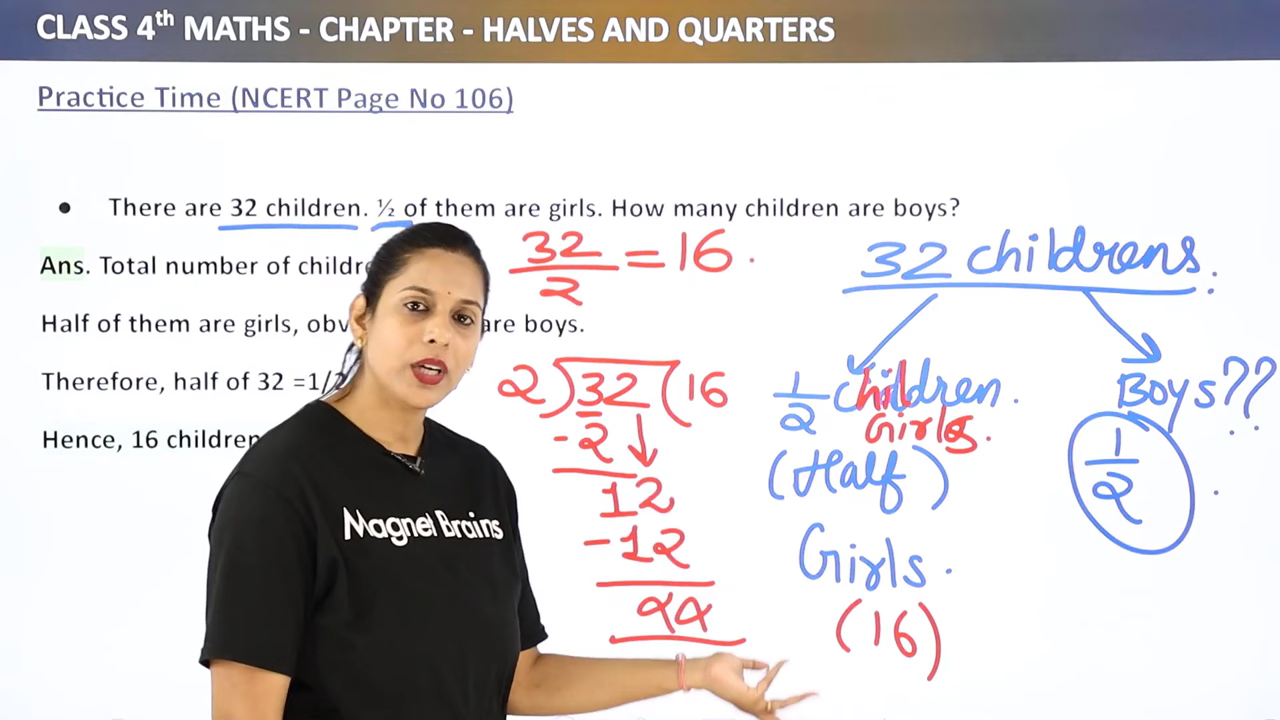 CLASS 4th MATHS - CHAPTER - HALVES AND QUARTERS
Practice Time (NCERT Page No 106)
• There are 32 children. ½ of them are girls. How many children are boys?
Ans. Total number of
Half of them are girls, are boys.
Therefore, half of 32 =1/2
Hence, 16 children
32/2 = 16.
2 ) 32 ( 16
-2
12
-12
32 childrens.
1/2 children.
Girls.
(Half)
Girls.
(16)
Boys??
1/2
Magnet Brains